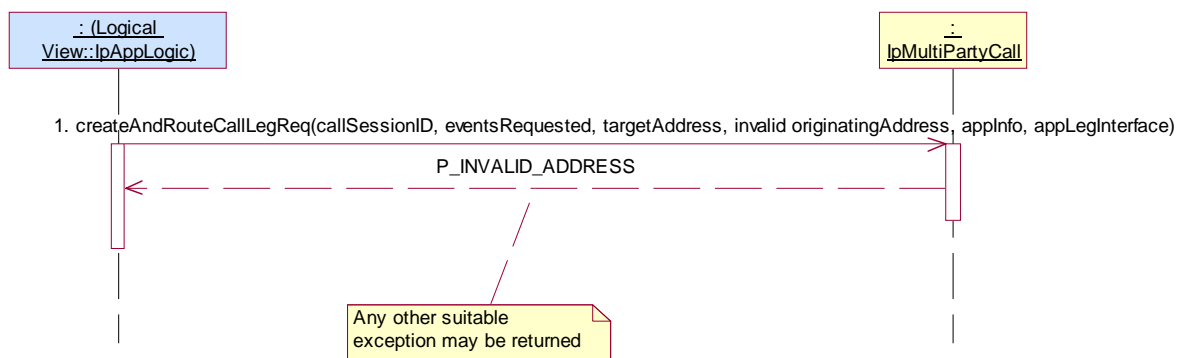 : (Logical
View::IpAppLogic)
:
IpMultiPartyCall
1. createAndRouteCallLegReq(callSessionID, eventsRequested, targetAddress, invalid originatingAddress, appInfo, appLegInterface)
P_INVALID_ADDRESS
Any other suitable
exception may be returned